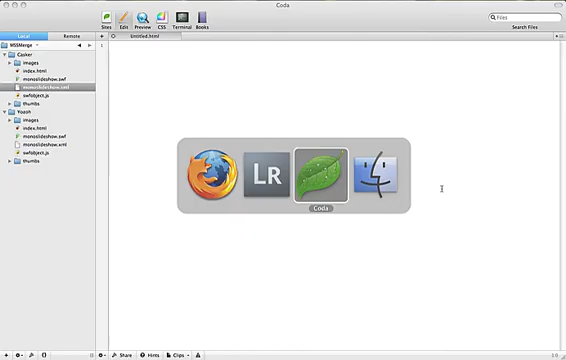 Coda
Sites Edit Preview CSS Terminal Books
Files
Search Files
Local Remote
Untitled.html
MSSMerge
1
Casker
images
index.html
monoslideshow.swf
monoslideshow.xml
swfobject.js
thumbs
Yoash
images
index.html
monoslideshow.swf
monoslideshow.xml
swfobject.js
thumbs
LR
Coda
Share Hints Clips